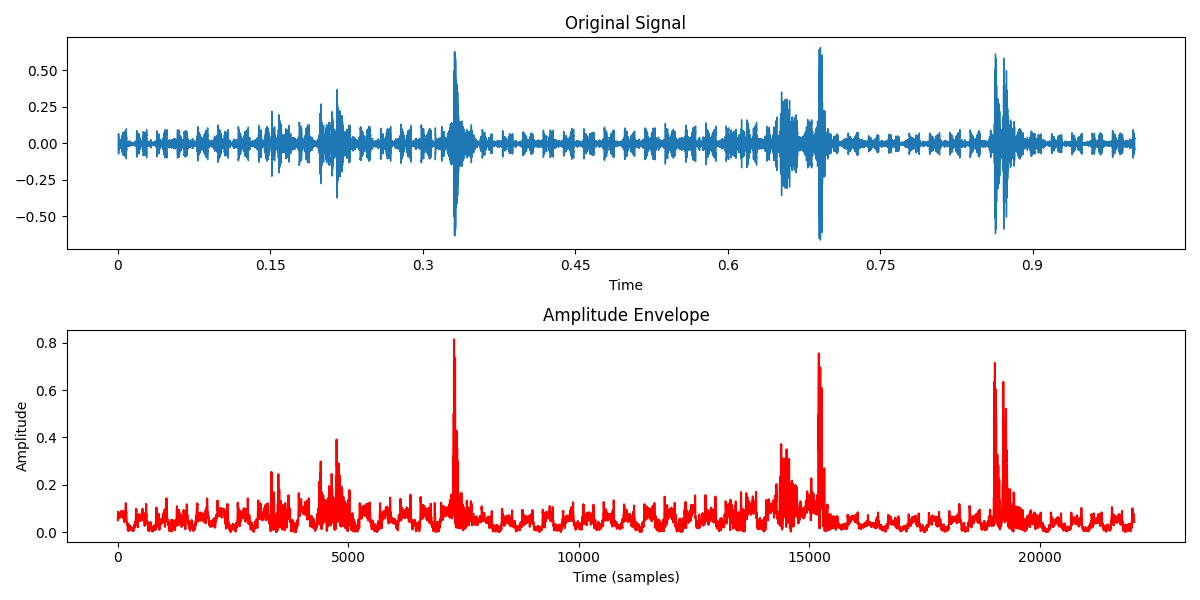 Original Signal
0.50
0.25
0.00
−0.25
−0.50
0 0.15 0.3 0.45 0.6 0.75 0.9
Time
Amplitude Envelope
0.8
0.6
0.4
0.2
0.0
Amplitude
0 5000 10000 15000 20000
Time (samples)